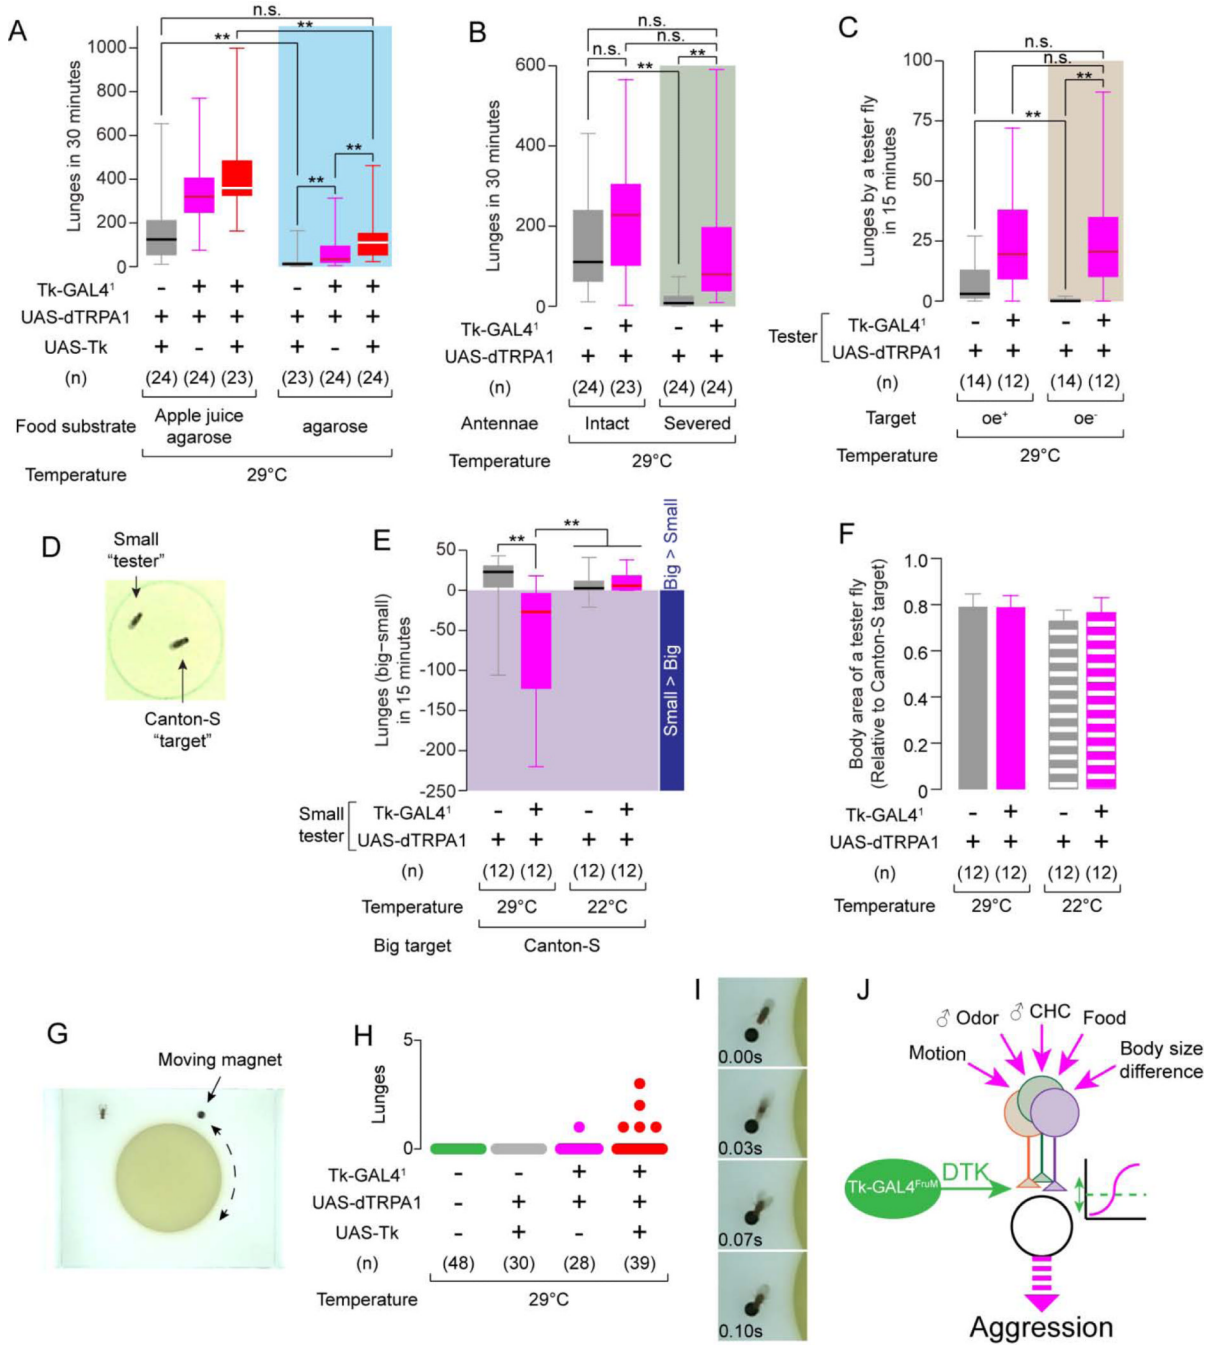 A
n.s.
**
**
**
**
Lunges in 30 minutes
1000
800
600
400
200
0
Tk-GAL4¹ - + + - + +
UAS-dTRPA1 + + + + + +
UAS-Tk + - + + - +
(n) (24) (24) (23) (23) (24) (24)
Food substrate Apple juice agarose agarose
Temperature 29°C
B
n.s.
n.s.
n.s.
**
**
Lunges in 30 minutes
600
400
200
0
Tk-GAL4¹ - + - +
UAS-dTRPA1 + + + +
(n) (24) (23) (24) (24)
Antennae Intact Severed
Temperature 29°C
C
n.s.
n.s.
**
**
Lunges by a tester fly
in 15 minutes
100
75
50
25
0
Tester
Tk-GAL4¹ - + - +
UAS-dTRPA1 + + + +
(n) (14) (12) (14) (12)
Target oe⁺ oe⁻
Temperature 29°C
D
Small
“tester”
Canton-S
“target”
E
**
**
Lunges (big–small)
in 15 minutes
50
0
-50
-100
-150
-200
-250
Big > Small
Small > Big
Small
tester
Tk-GAL4¹ - + - +
UAS-dTRPA1 + + + +
(n) (12) (12) (12) (12)
Temperature 29°C 22°C
Big target Canton-S
F
Body area of a tester fly
(Relative to Canton-S target)
1.0
0.8
0.6
0.4
0.2
0
Tk-GAL4¹ - + - +
UAS-dTRPA1 + + + +
(n) (12) (12) (12) (12)
Temperature 29°C 22°C
G
Moving magnet
H
Lunges
5
0
Tk-GAL4¹ - - + +
UAS-dTRPA1 - + + +
UAS-Tk - + - +
(n) (48) (30) (28) (39)
Temperature 29°C
I
0.00s
0.03s
0.07s
0.10s
J
♂ Odor
♂ CHC
Food
Motion
Body size
difference
Tk-GAL4FruM
DTK
Aggression